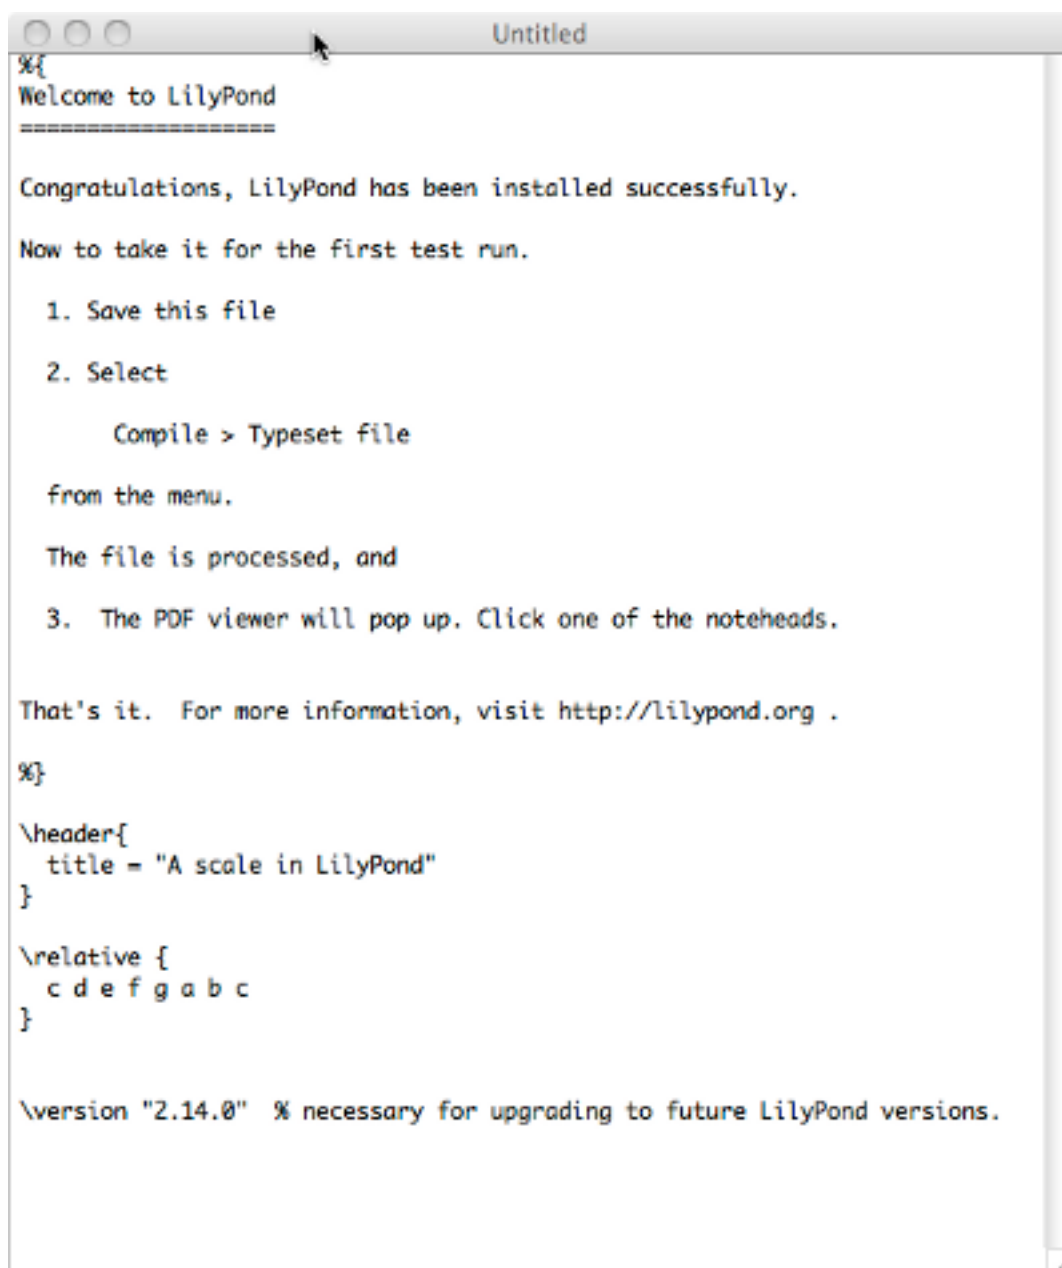 Untitled
%{
Welcome to LilyPond
===================
Congratulations, LilyPond has been installed successfully.
Now to take it for the first test run.
1. Save this file
2. Select
Compile > Typeset file
from the menu.
The file is processed, and
3.  The PDF viewer will pop up. Click one of the noteheads.
That's it.  For more information, visit http://lilypond.org .
%}
\header{
title = "A scale in LilyPond"
}
\relative {
c d e f g a b c
}
\version "2.14.0"  % necessary for upgrading to future LilyPond versions.